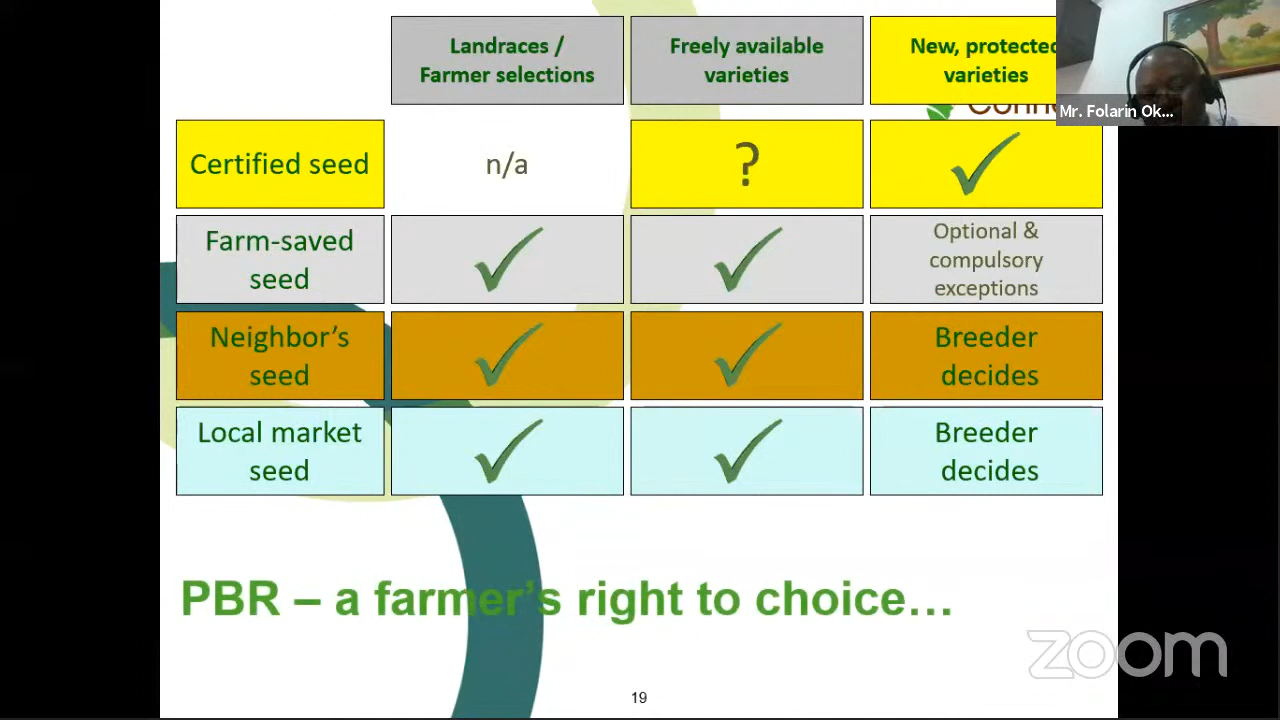 Landraces /
Farmer selections
Freely available
varieties
New, protected
varieties
Mr. Folarin Ok...
Certified seed
n/a
?
Farm-saved
seed
Optional &
compulsory
exceptions
Neighbor's
seed
Breeder
decides
Local market
seed
Breeder
decides
PBR – a farmer's right to choice...
zoom
19